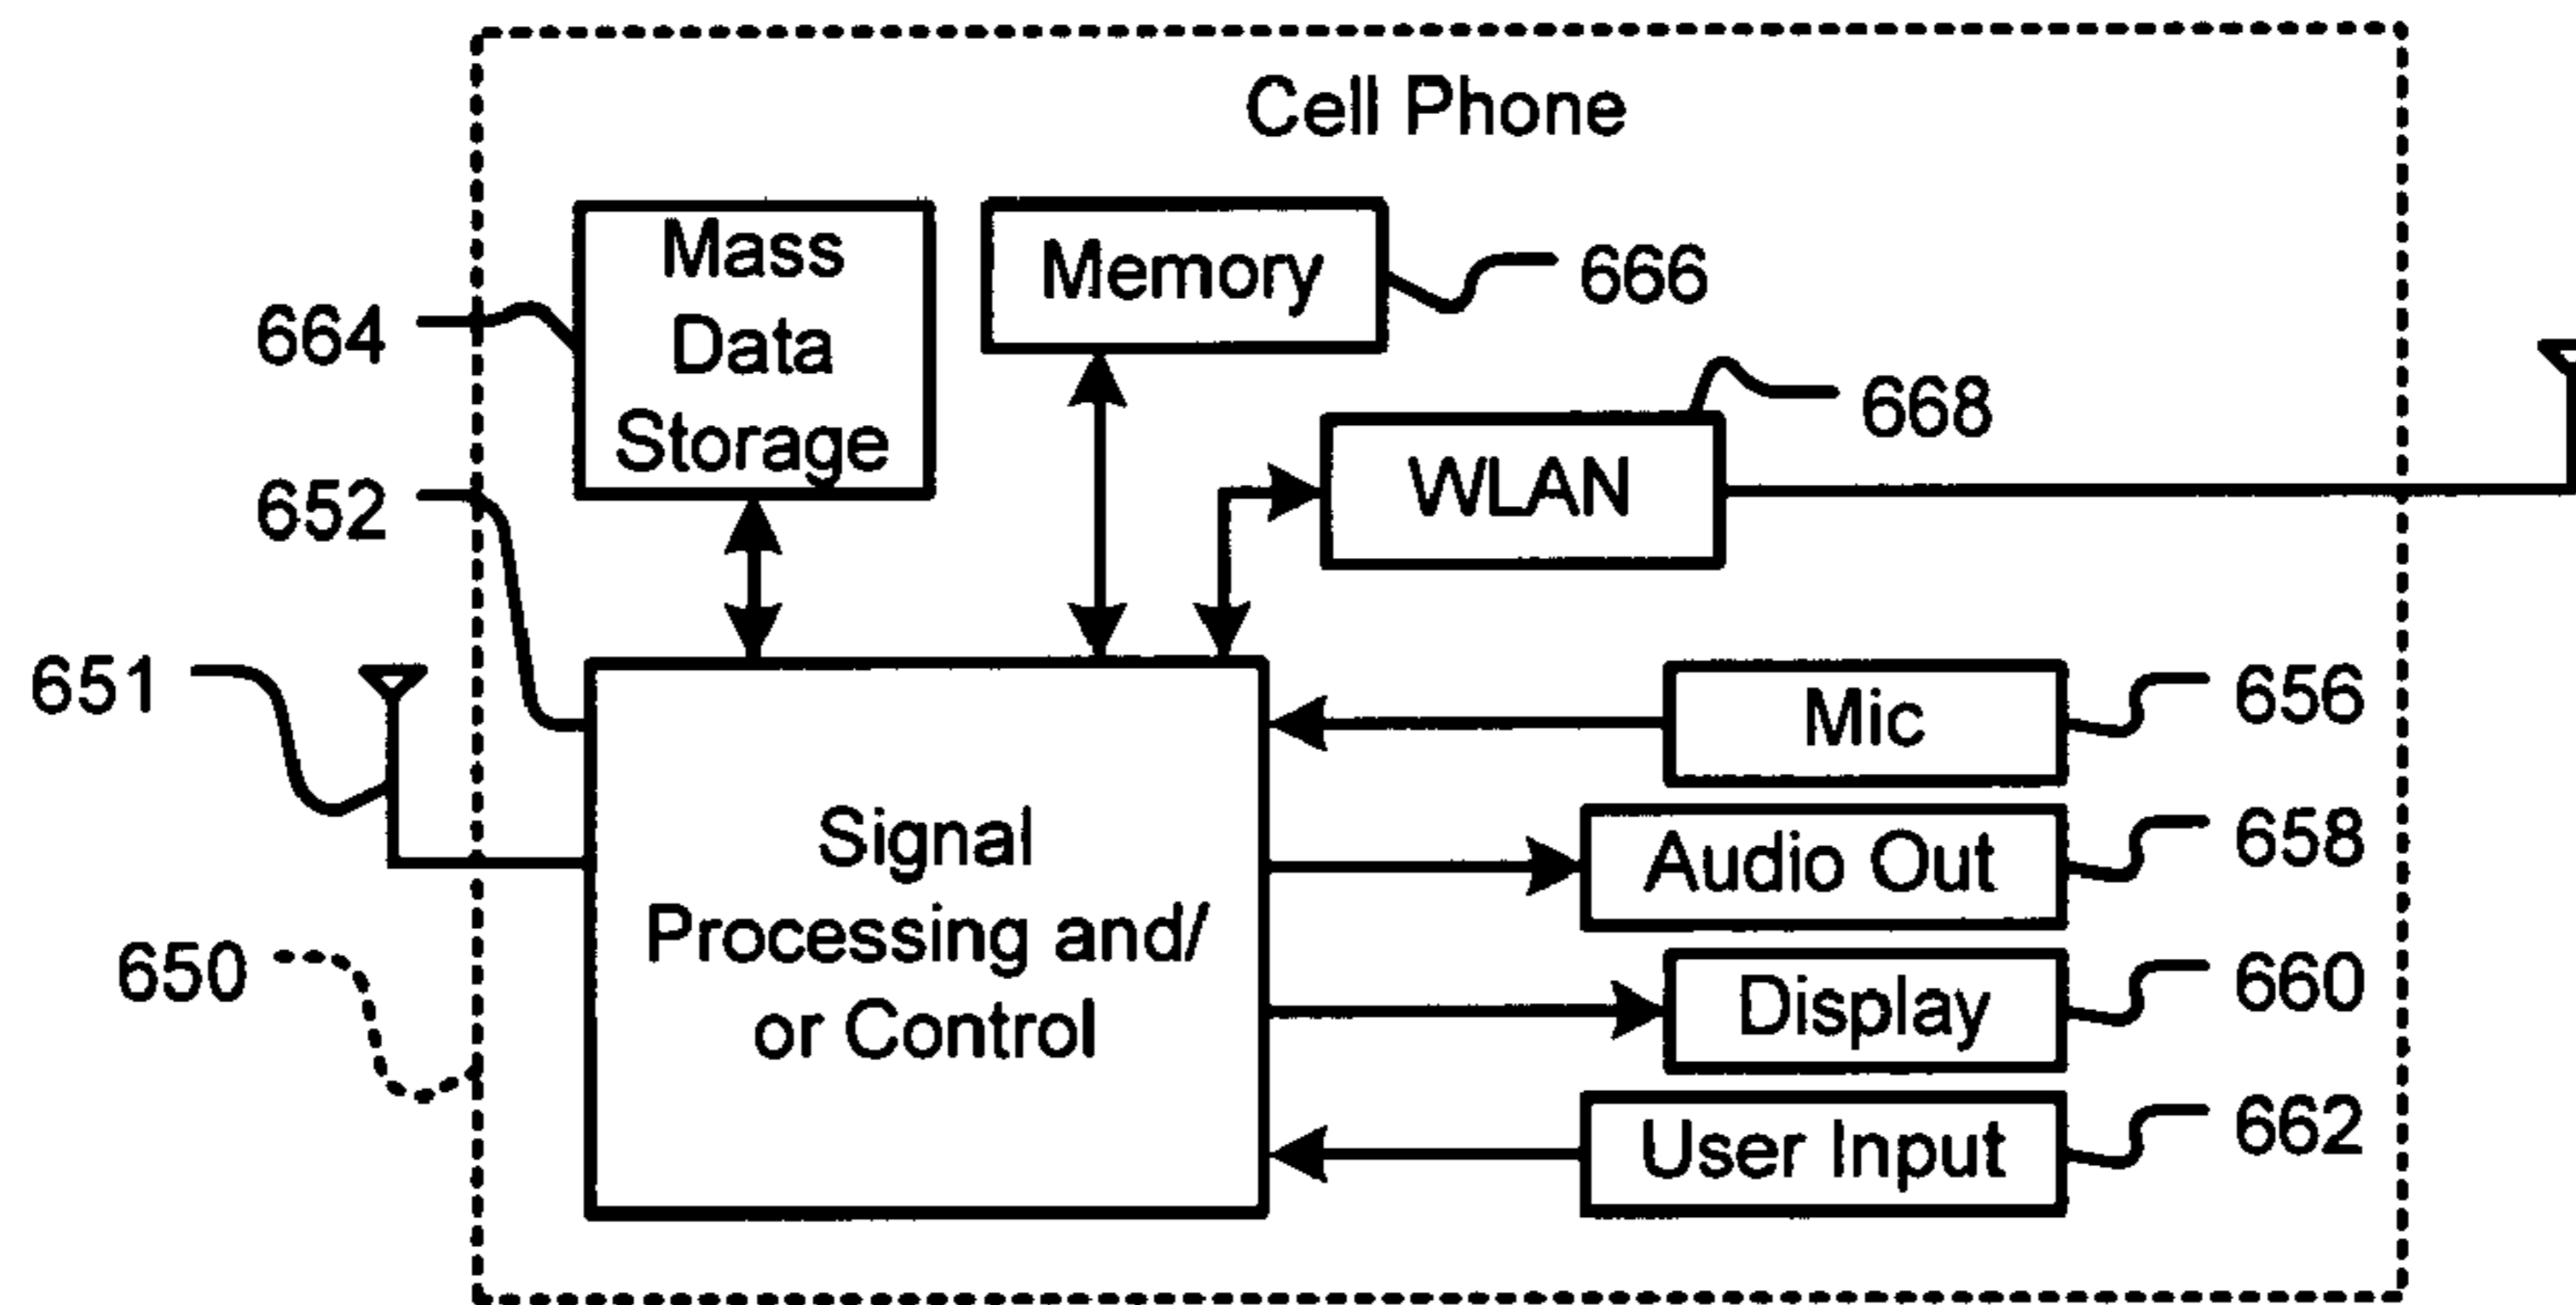 Cell Phone
Mass
Data
Storage
Memory
666
664
668
WLAN
652
651
Mic
656
Signal
Processing and/
or Control
Audio Out
658
650
Display
660
User Input
662